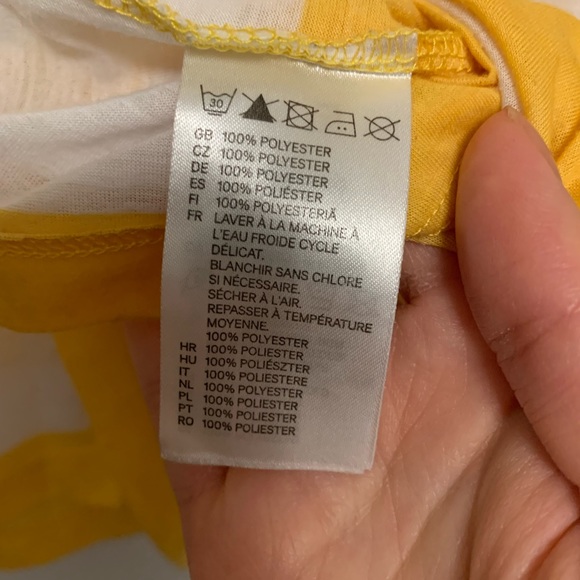 30
GB 100% POLYESTER
CZ 100% POLYESTER
DE 100% POLYESTER
ES 100% POLIÉSTER
FI 100% POLYESTERIÄ
FR LAVER À LA MACHINE À
L'EAU FROIDE CYCLE
DÉLICAT.
BLANCHIR SANS CHLORE
SI NÉCESSAIRE.
SÉCHER À L'AIR.
REPASSER À TEMPÉRATURE
MOYENNE.
100% POLYESTER
HR 100% POLIESTER
HU 100% POLIÉSZTER
IT 100% POLIESTERE
NL 100% POLYESTER
PL 100% POLIESTER
PT 100% POLIESTER
RO 100% POLIESTER